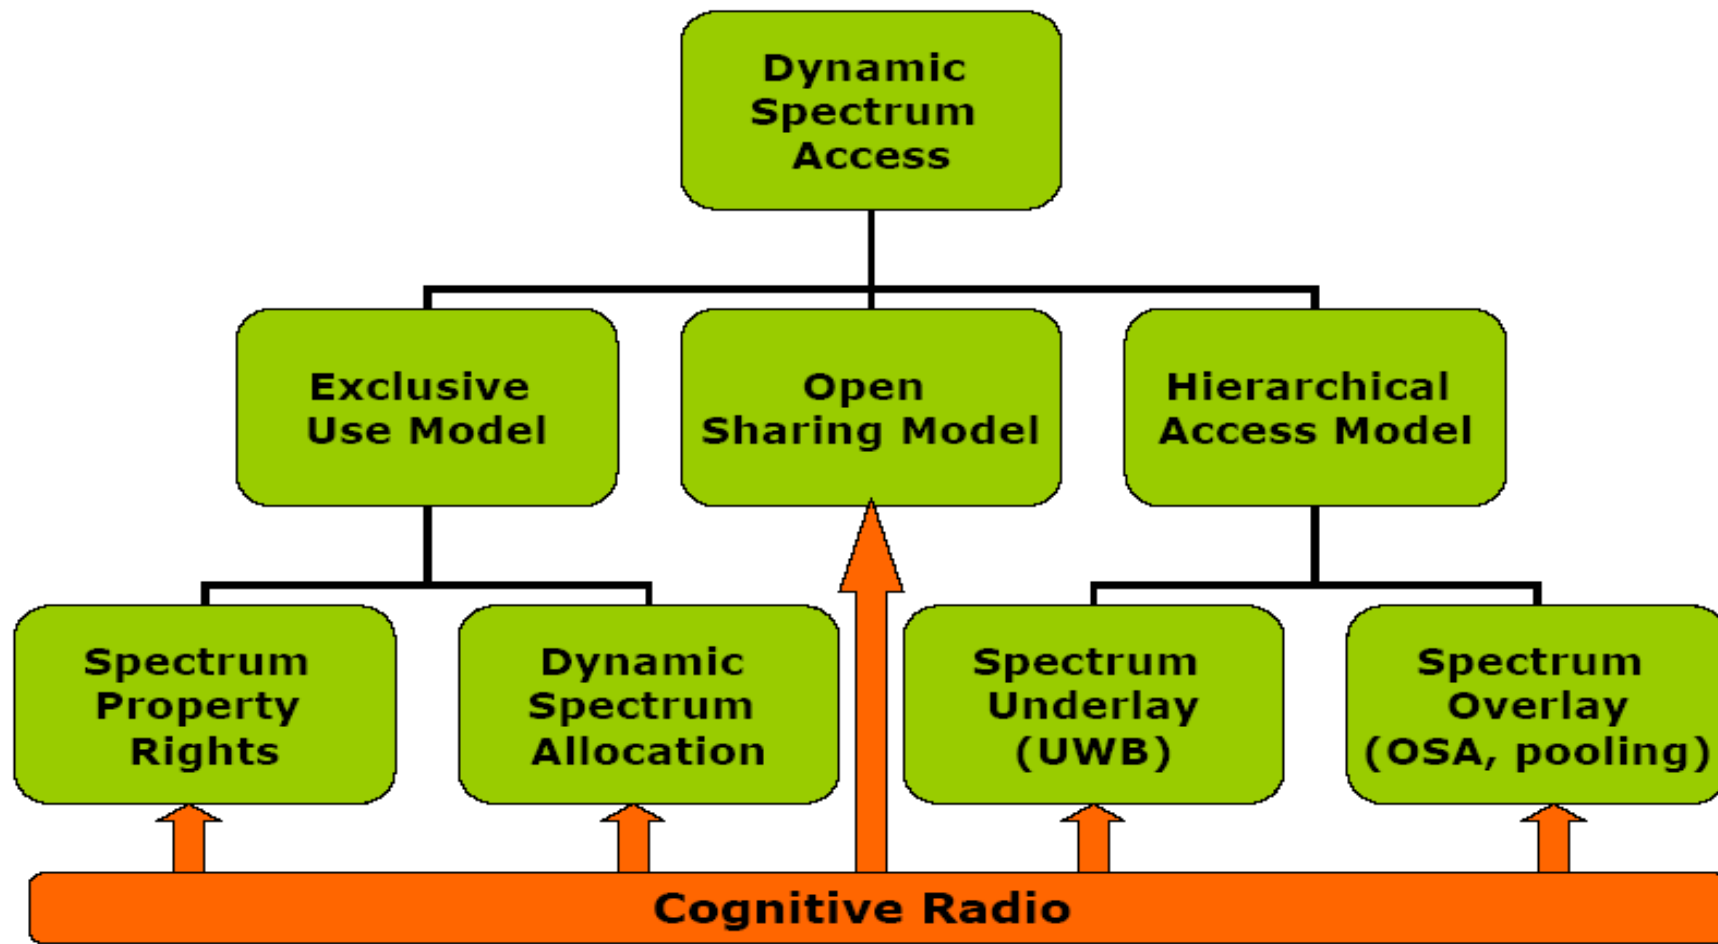 Dynamic
Spectrum
Access
Exclusive
Use Model
Open
Sharing Model
Hierarchical
Access Model
Spectrum
Property
Rights
Dynamic
Spectrum
Allocation
Spectrum
Underlay
(UWB)
Spectrum
Overlay
(OSA, pooling)
Cognitive Radio